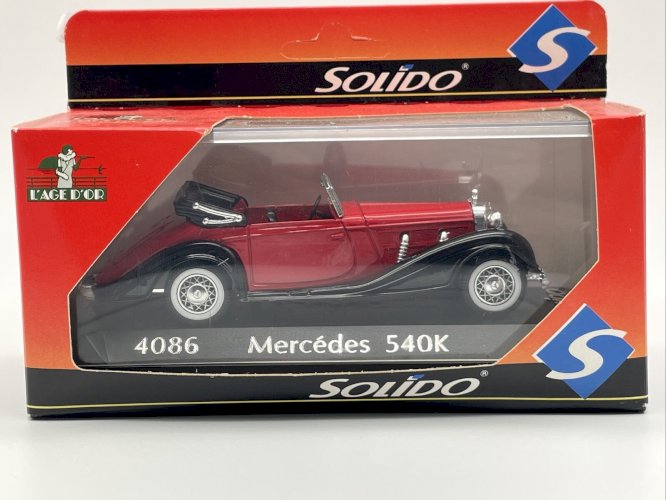 SOLIDO®
S
L'AGE D'OR
4086 Mercédes 540K
SOLIDO®
S